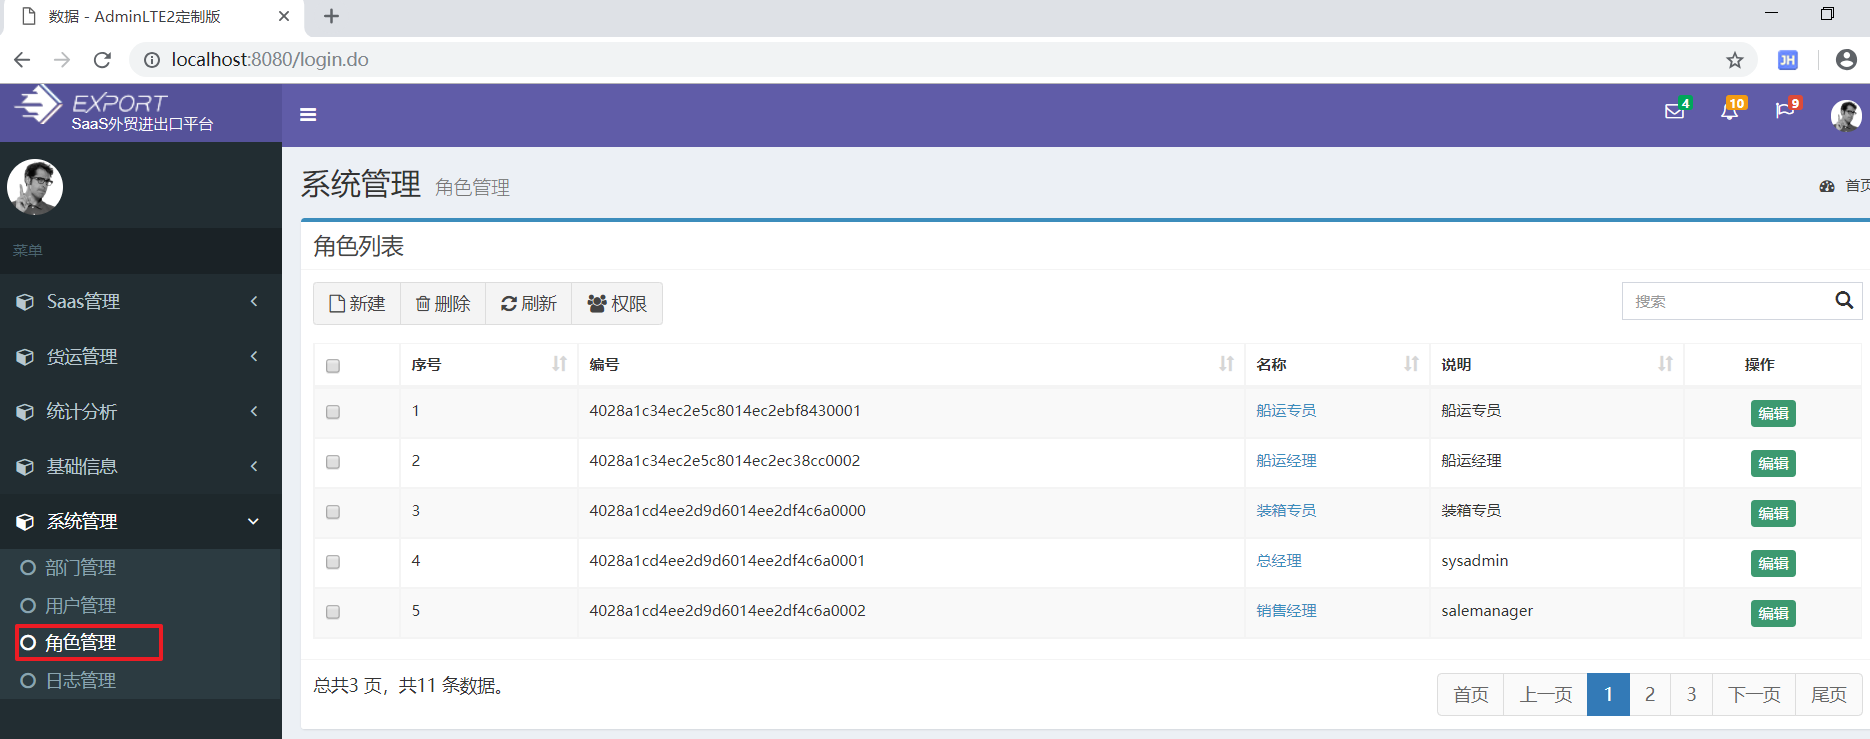 数据 - AdminLTE2定制版
localhost:8080/login.do
JH
EXPORT
SaaS外贸进出口平台
4
10
9
菜单
Saas管理
货运管理
统计分析
基础信息
系统管理
部门管理
用户管理
角色管理
日志管理
系统管理 角色管理
首页
角色列表
新建 删除 刷新 权限
搜索
序号 编号 名称 说明 操作
1 4028a1c34ec2e5c8014ec2ebf8430001 船运专员 船运专员 编辑
2 4028a1c34ec2e5c8014ec2ec38cc0002 船运经理 船运经理 编辑
3 4028a1cd4ee2d9d6014ee2df4c6a0000 装箱专员 装箱专员 编辑
4 4028a1cd4ee2d9d6014ee2df4c6a0001 总经理 sysadmin 编辑
5 4028a1cd4ee2d9d6014ee2df4c6a0002 销售经理 salemanager 编辑
总共3 页，共11 条数据。
首页 上一页 1 2 3 下一页 尾页